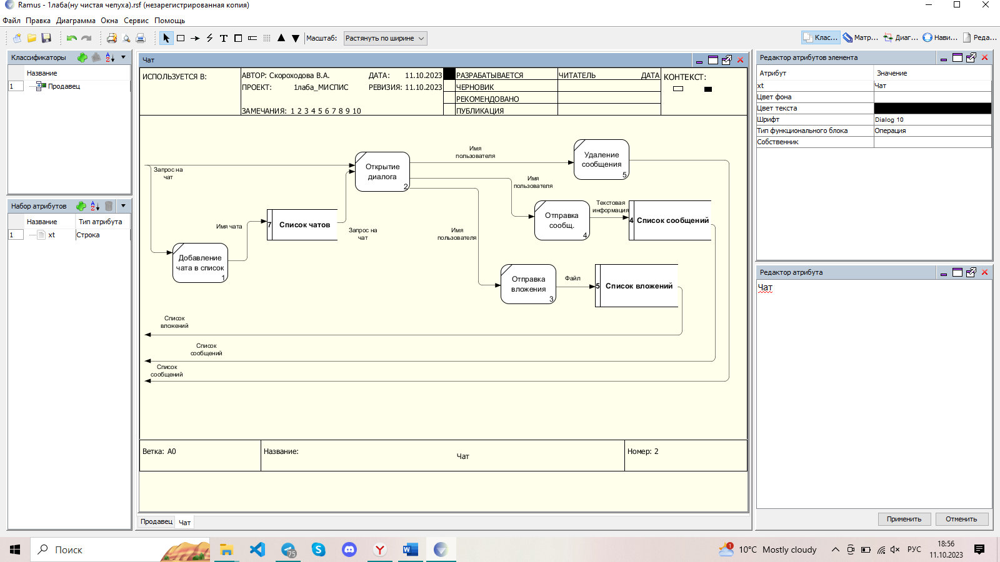 Ramus - 1лаба(ну чистая чепуха).rsf (незарегистрированная копия)
Файл Правка Диаграмма Окна Сервис Помощь
Масштаб: Растянуть по ширине
Клас... Матр... Диаг... Нави... Реда...
Классификаторы
Название
1 Продавец
Набор атрибутов
Название Тип атрибута
1 xt Строка
Чат
ИСПОЛЬЗУЕТСЯ В:
АВТОР: Скороходова В.А. ДАТА: 11.10.2023
ПРОЕКТ: 1лаба_МИСПИС РЕВИЗИЯ: 11.10.2023
ЗАМЕЧАНИЯ: 1 2 3 4 5 6 7 8 9 10
РАЗРАБАТЫВАЕТСЯ
ЧЕРНОВИК
РЕКОМЕНДОВАНО
ПУБЛИКАЦИЯ
ЧИТАТЕЛЬ ДАТА
КОНТЕКСТ:
Запрос на
чат
Открытие
диалога
2
Имя
пользователя
Удаление
сообщения
5
Имя
пользователя
Отправка
сообщ.
4
Текстовая
информация
4 Список сообщений
Имя чата
7 Список чатов
Запрос на
чат
Имя
пользователя
Добавление
чата в список
1
Отправка
вложения
3
Файл
5 Список вложений
Список
вложений
Список
сообщений
Список
сообщений
Ветка: A0
Название:
Чат
Номер: 2
Продавец Чат
Редактор атрибутов элемента
Атрибут Значение
xt Чат
Цвет фона
Цвет текста
Шрифт Dialog 10
Тип функционального блока Операция
Собственник
Редактор атрибута
Чат
Применить Отменить
Поиск
75
1
10°C Mostly cloudy
РУС
18:56
11.10.2023